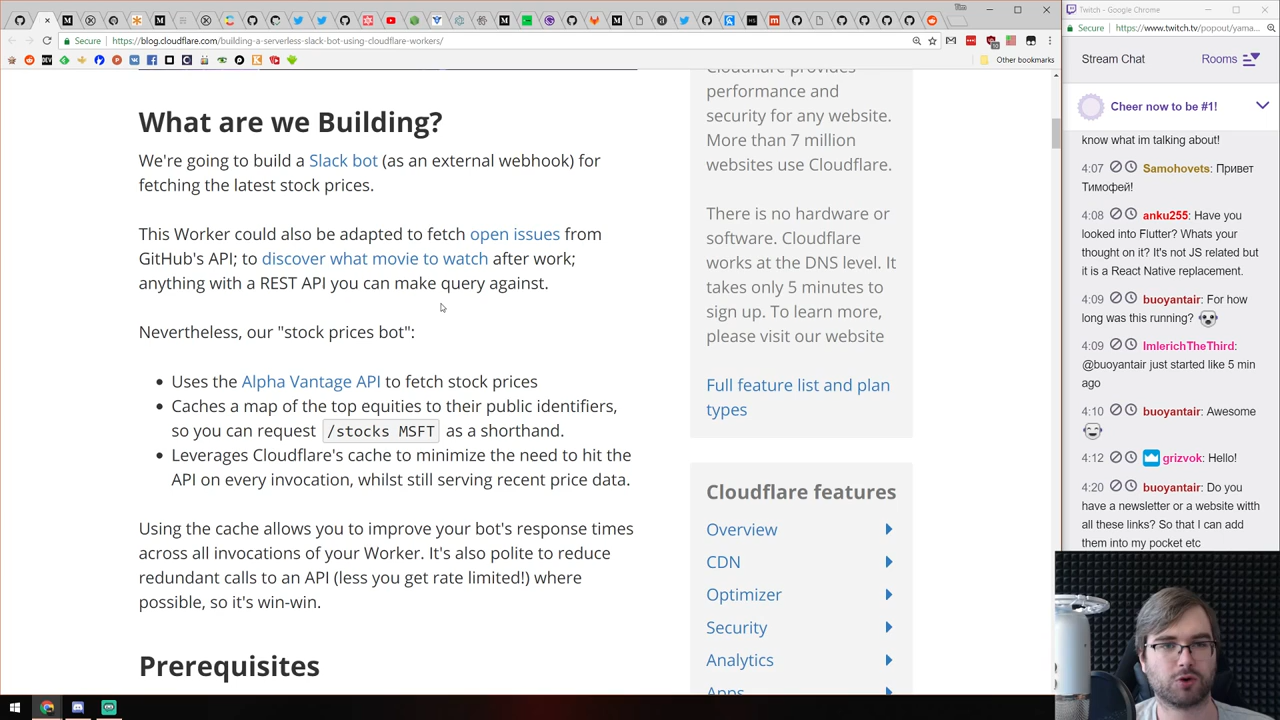 Tim
Secure
https://blog.cloudflare.com/building-a-serverless-slack-bot-using-cloudflare-workers/
Other bookmarks
What are we Building?
We're going to build a Slack bot (as an external webhook) for
fetching the latest stock prices.
This Worker could also be adapted to fetch open issues from
GitHub's API; to discover what movie to watch after work;
anything with a REST API you can make query against.
Nevertheless, our "stock prices bot":
Uses the Alpha Vantage API to fetch stock prices
Caches a map of the top equities to their public identifiers,
so you can request /stocks MSFT as a shorthand.
Leverages Cloudflare's cache to minimize the need to hit the
API on every invocation, whilst still serving recent price data.
Using the cache allows you to improve your bot's response times
across all invocations of your Worker. It's also polite to reduce
redundant calls to an API (less you get rate limited!) where
possible, so it's win-win.
Prerequisites
Cloudflare provides
performance and
security for any website.
More than 7 million
websites use Cloudflare.
There is no hardware or
software. Cloudflare
works at the DNS level. It
takes only 5 minutes to
sign up. To learn more,
please visit our website
Full feature list and plan
types
Cloudflare features
Overview
CDN
Optimizer
Security
Analytics
Apps
Twitch - Google Chrome
Secure
https://www.twitch.tv/popout/yama...
Stream Chat
Rooms
Cheer now to be #1!
know what im talking about!
4:07 Samohovets: Привет
Тимофей!
4:08 anku255: Have you
looked into Flutter? Whats your
thought on it? It's not JS related but
it is a React Native replacement.
4:09 buoyantair: For how
long was this running?
4:09 ImlerichTheThird:
@buoyantair just started like 5 min
ago
4:10 buoyantair: Awesome
4:12 grizvok: Hello!
4:20 buoyantair: Do you
have a newsletter or a website witth
all these links? So that I can add
them into my pocket etc